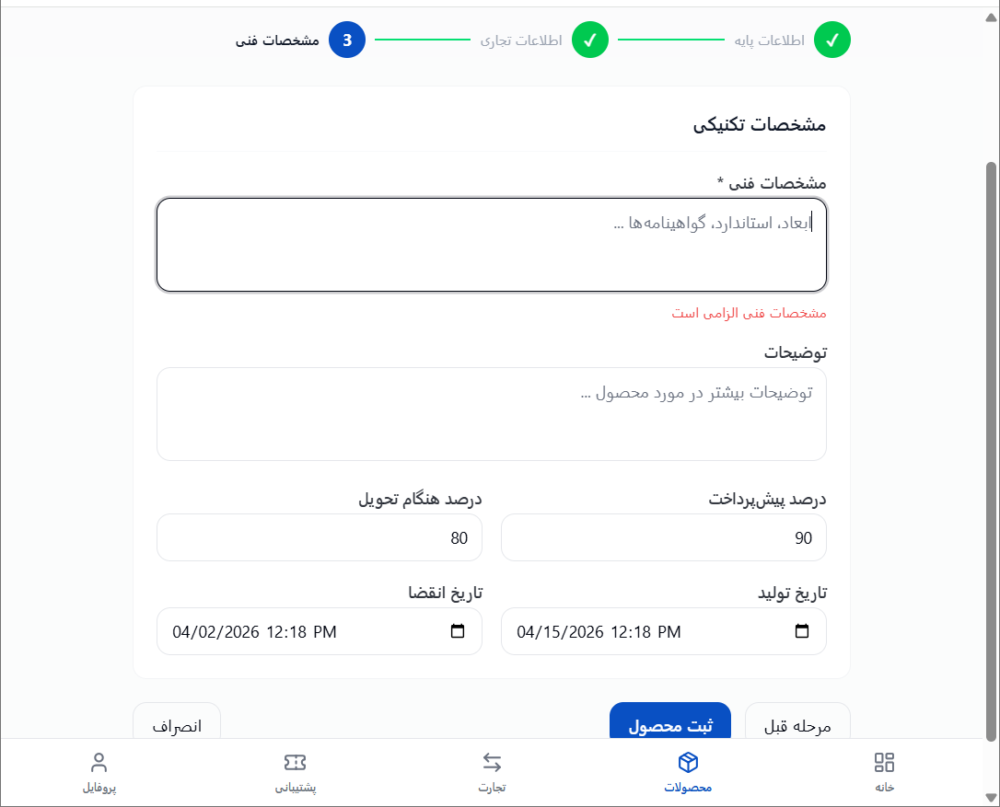 اطلاعات پایه
اطلاعات تجاری
3 مشخصات فنی
مشخصات تکنیکی
مشخصات فنی *
ابعاد، استاندارد، گواهینامه‌ها ...
مشخصات فنی الزامی است
توضیحات
توضیحات بیشتر در مورد محصول ...
درصد پیش‌پرداخت
درصد هنگام تحویل
90
80
تاریخ تولید
تاریخ انقضا
04/15/2026 12:18 PM
04/02/2026 12:18 PM
مرحله قبل
ثبت محصول
انصراف
خانه
محصولات
تجارت
پشتیبانی
پروفایل